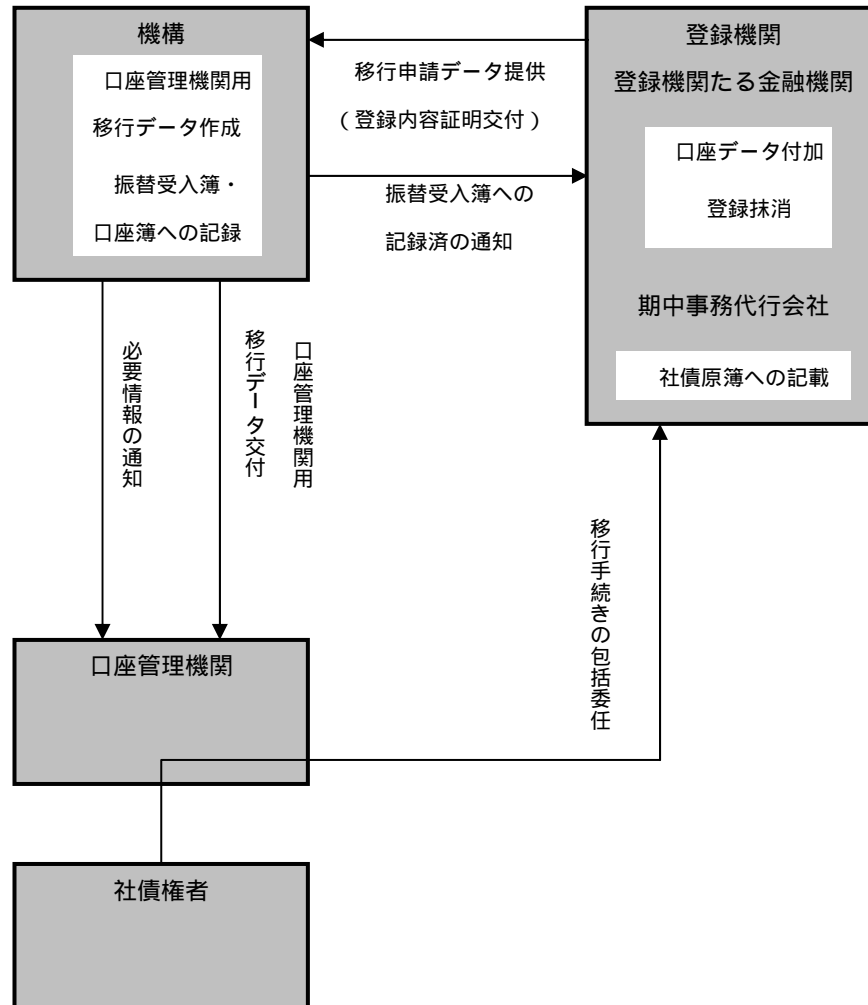 機構
口座管理機関用
移行データ作成
振替受入簿・
口座簿への記録
移行申請データ提供
(登録内容証明交付)
振替受入簿への
記録済の通知
登録機関
登録機関たる金融機関
口座データ付加
登録抹消
期中事務代行会社
社債原簿への記載
必要情報の通知
口座管理機関用
移行データ交付
移行手続きの包括委任
口座管理機関
社債権者